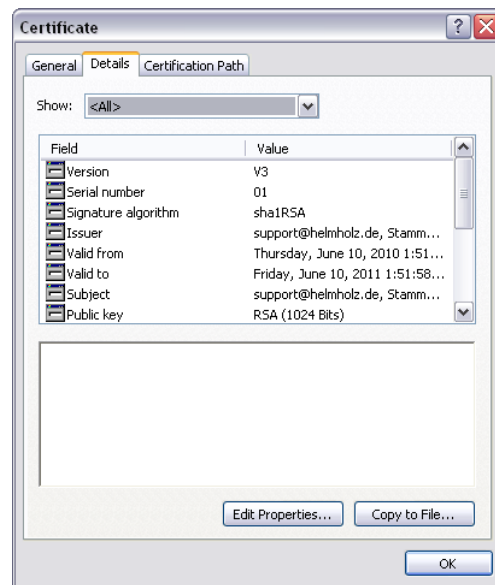 Certificate
General Details Certification Path
Show: <All>
Field Value
Version V3
Serial number 01
Signature algorithm sha1RSA
Issuer support@helmholz.de, Stamm...
Valid from Thursday, June 10, 2010 1:51...
Valid to Friday, June 10, 2011 1:51:58...
Subject support@helmholz.de, Stamm...
Public key RSA (1024 Bits)
Edit Properties... Copy to File...
OK